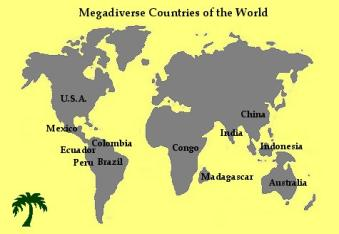 Megadiverse Countries of the World
U.S.A.
China
Mexico
India
Colombia
Ecuador
Congo
Indonesia
Peru
Brazil
Madagascar
Australia